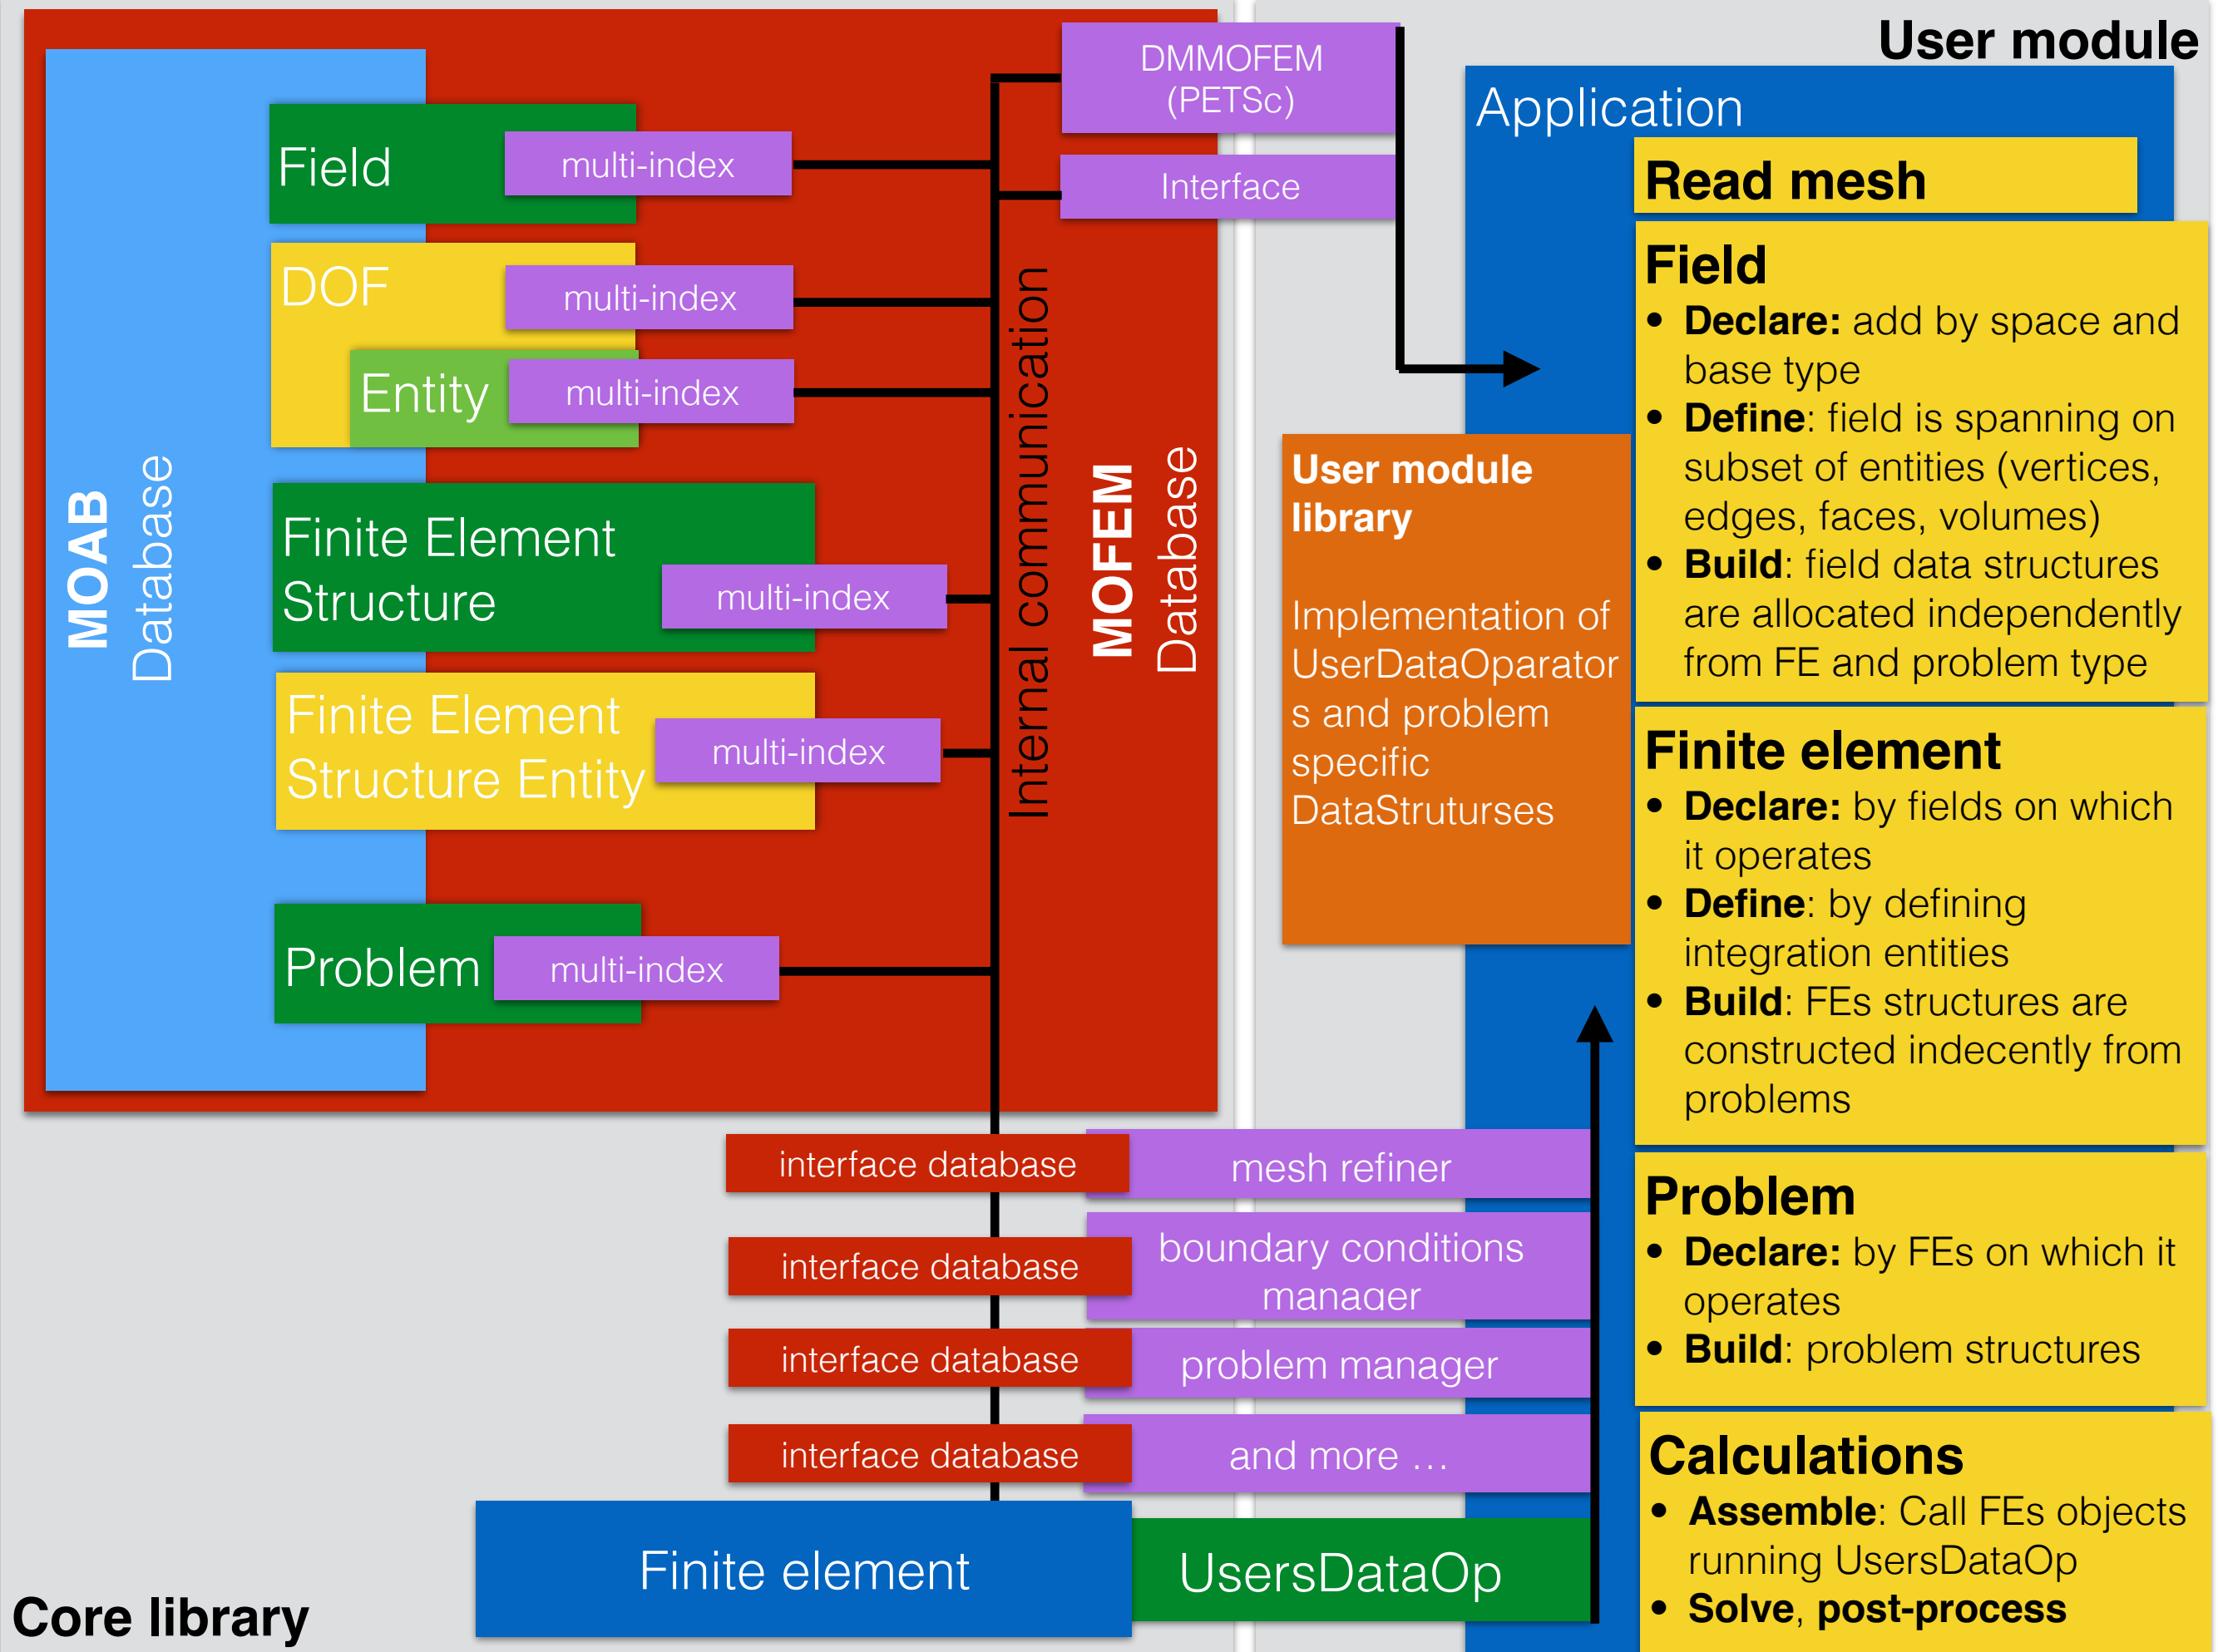 User module
DMMOFEM
(PETSc)
Interface
Field
multi-index
DOF
multi-index
Entity
multi-index
Finite Element
Structure
multi-index
Finite Element
Structure Entity
multi-index
Problem
multi-index
MOAB
Database
Internal communication
MOFEM
Database
Application
Read mesh
Field
• Declare: add by space and
base type
• Define: field is spanning on
subset of entities (vertices,
edges, faces, volumes)
• Build: field data structures
are allocated independently
from FE and problem type
User module
library
Implementation of
UserDataOparator
s and problem
specific
DataStruturses
Finite element
• Declare: by fields on which
it operates
• Define: by defining
integration entities
• Build: FEs structures are
constructed indecently from
problems
Problem
• Declare: by FEs on which it
operates
• Build: problem structures
Calculations
• Assemble: Call FEs objects
running UsersDataOp
• Solve, post-process
interface database
mesh refiner
interface database
boundary conditions
manager
interface database
problem manager
interface database
and more …
Finite element
UsersDataOp
Core library